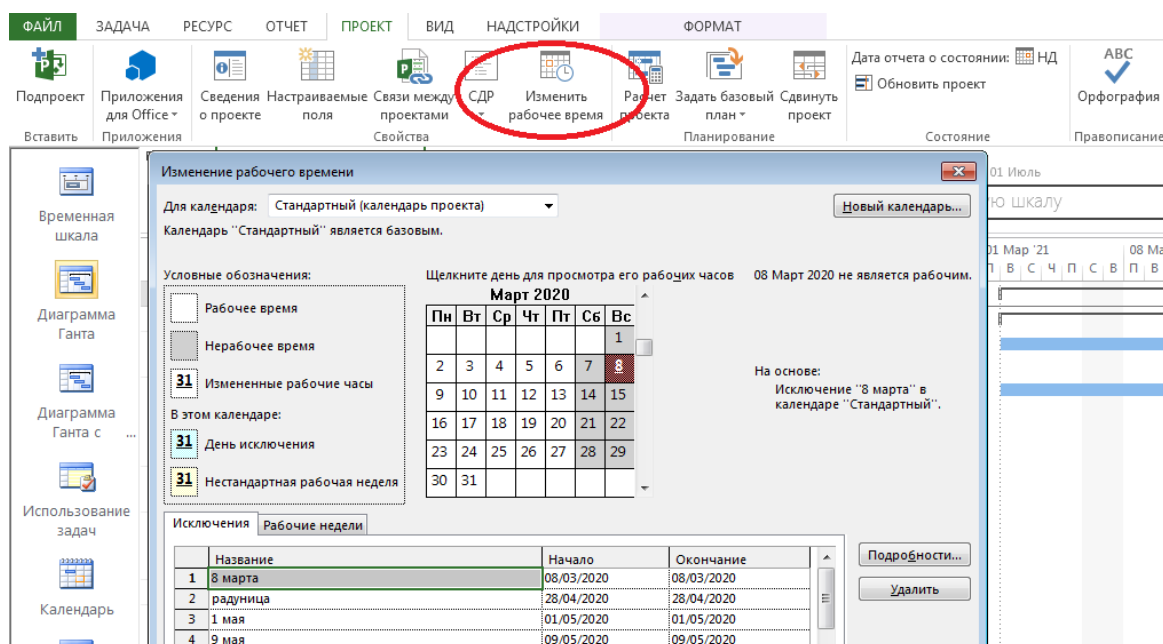 ФАЙЛ ЗАДАЧА РЕСУРС ОТЧЕТ ПРОЕКТ ВИД НАДСТРОЙКИ ФОРМАТ
Подпроект
Приложения
для Office
Сведения
о проекте
Настраиваемые
поля
Связи между
проектами
СДР
Изменить
рабочее время
Расчет
проекта
Задать базовый
план
Сдвинуть
проект
Дата отчета о состоянии: НД
Обновить проект
ABC
Орфография
Вставить Приложения Свойства Планирование Состояние Правописание
Временная
шкала
Диаграмма
Ганта
Диаграмма
Ганта с ...
Использование
задач
Календарь
01 Июль
ую шкалу
01 Мар '21 08 Ма
П В С Ч П С В П В
Изменение рабочего времени
Для календаря: Стандартный (календарь проекта) Новый календарь...
Календарь "Стандартный" является базовым.
Условные обозначения:
Рабочее время
Нерабочее время
31 Измененные рабочие часы
В этом календаре:
31 День исключения
31 Нестандартная рабочая неделя
Щелкните день для просмотра его рабочих часов
Март 2020
Пн Вт Ср Чт Пт Сб Вс
1
2 3 4 5 6 7 8
9 10 11 12 13 14 15
16 17 18 19 20 21 22
23 24 25 26 27 28 29
30 31
08 Март 2020 не является рабочим.
На основе:
Исключение "8 марта" в
календаре "Стандартный".
Исключения Рабочие недели
Название Начало Окончание
1 8 марта 08/03/2020 08/03/2020
2 радуница 28/04/2020 28/04/2020
3 1 мая 01/05/2020 01/05/2020
4 9 мая 09/05/2020 09/05/2020
Подробности...
Удалить